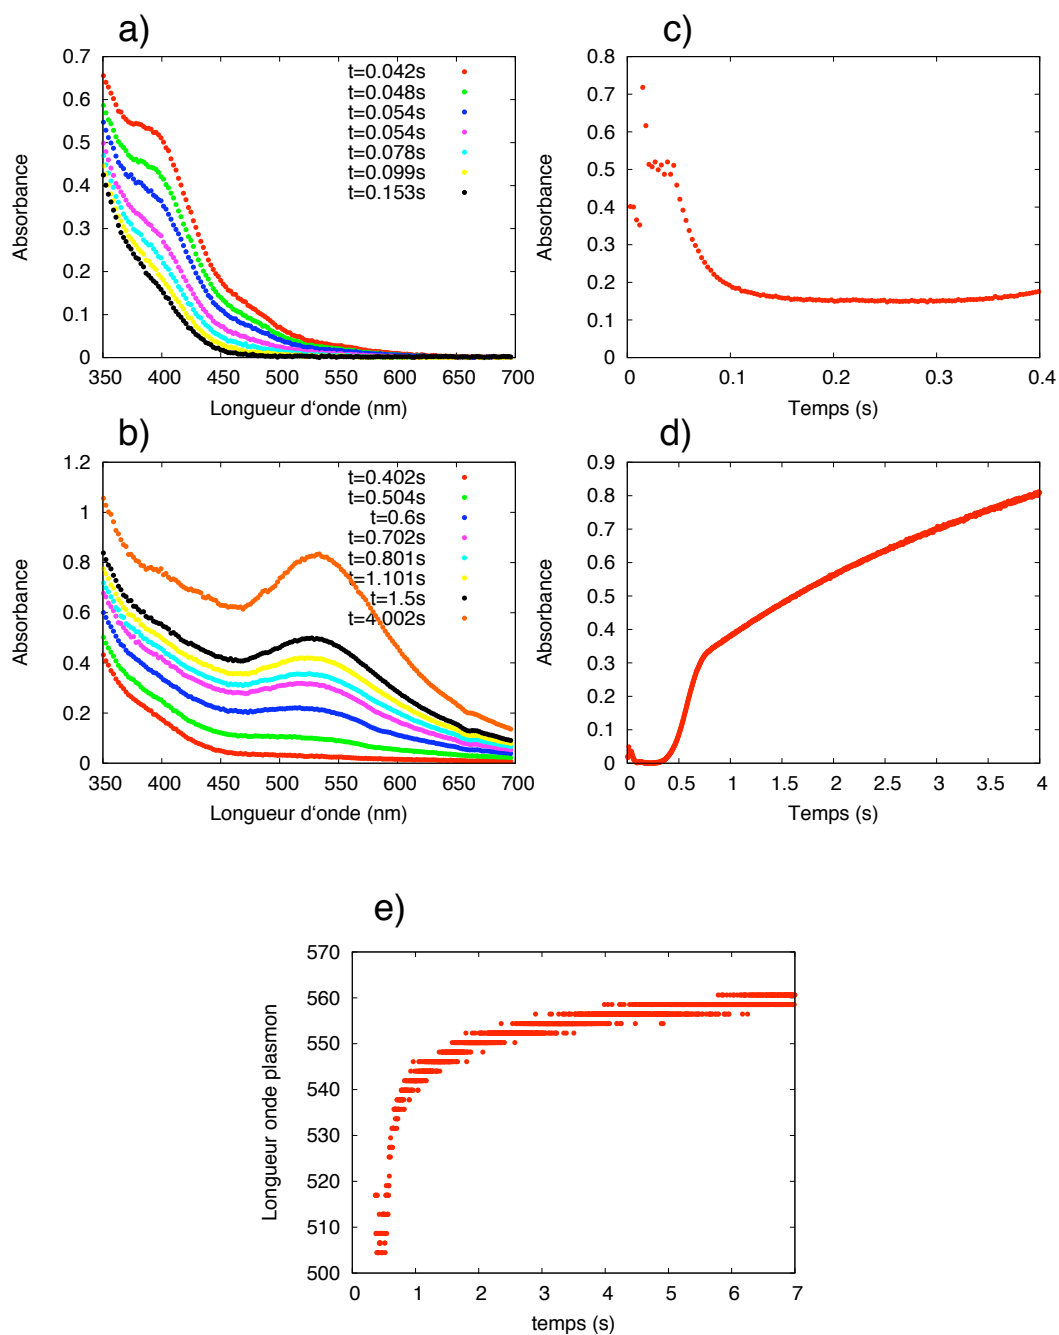 a)
0.7
0.6
0.5
0.4
0.3
0.2
0.1
0
350 400 450 500 550 600 650 700
Absorbance
Longueur d'onde (nm)
t=0.042s
t=0.048s
t=0.054s
t=0.054s
t=0.078s
t=0.099s
t=0.153s
c)
0.8
0.7
0.6
0.5
0.4
0.3
0.2
0.1
0
0 0.1 0.2 0.3 0.4
Absorbance
Temps (s)
b)
1.2
1
0.8
0.6
0.4
0.2
0
350 400 450 500 550 600 650 700
Absorbance
Longueur d'onde (nm)
t=0.402s
t=0.504s
t=0.6s
t=0.702s
t=0.801s
t=1.101s
t=1.5s
t=4.002s
d)
0.9
0.8
0.7
0.6
0.5
0.4
0.3
0.2
0.1
0
0 0.5 1 1.5 2 2.5 3 3.5 4
Absorbance
Temps (s)
e)
570
560
550
540
530
520
510
500
0 1 2 3 4 5 6 7
Longueur onde plasmon
temps (s)